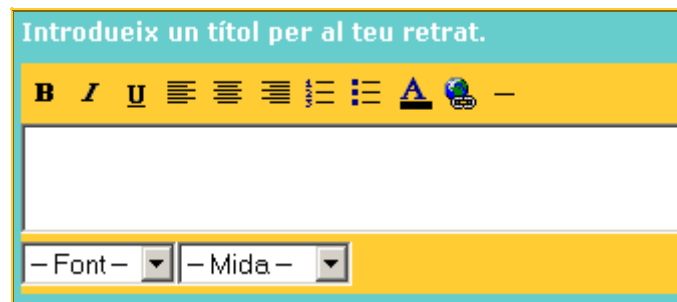 Introdueix un títol per al teu retrat.
B I U A
– Font – – Mida –